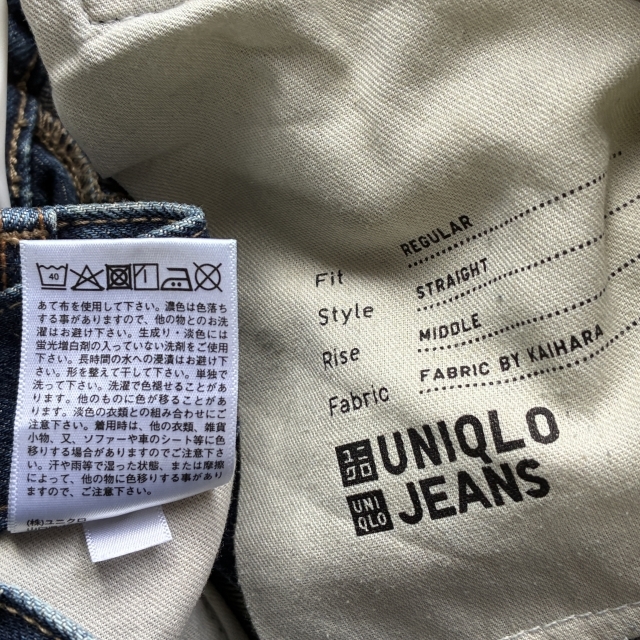 40
あて布を使用して下さい。濃色は色落ち
する事がありますので、他の物とのお洗
濯はお避け下さい。生成り・淡色には
蛍光増白剤の入っていない洗剤をご使用
下さい。長時間の水への浸漬はお避け下
さい。形を整えて干して下さい。単独で
洗って下さい。洗濯で色褪せることがあ
ります。他のものに色が移ることがあり
ます。淡色の衣類との組み合わせにご注
意下さい。着用時は、他の衣類、雑貨
小物、又、ソファーや車のシート等に色移
りする場合がありますのでご注意下さ
い。汗や雨等で湿った状態、または摩擦
によって、他の物に色移りする事があり
ますので、ご注意下さい。
(株)ユニクロ
Fit REGULAR
Style STRAIGHT
Rise MIDDLE
Fabric FABRIC BY KAIHARA
ユニクロ UNIQLO
UNIQLO JEANS